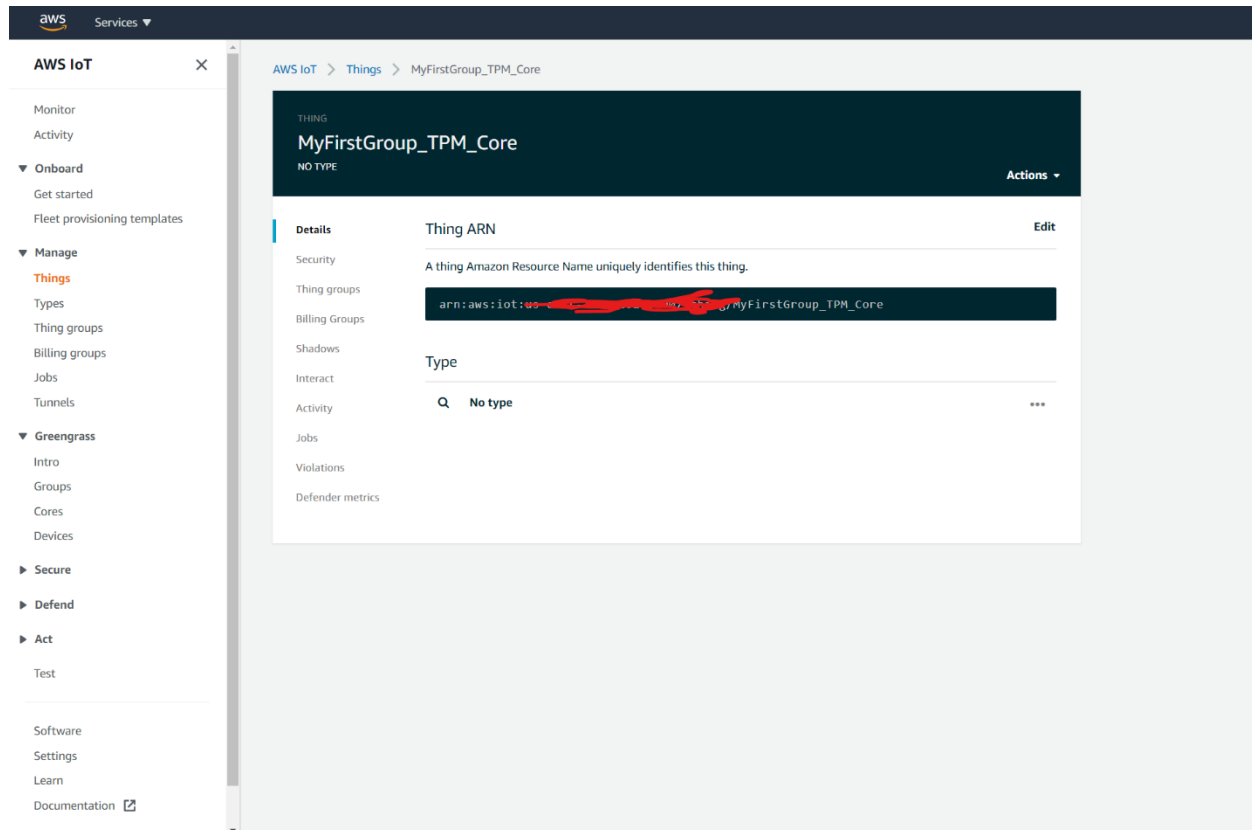 aws Services
AWS IoT
Monitor
Activity
Onboard
Get started
Fleet provisioning templates
Manage
Things
Types
Thing groups
Billing groups
Jobs
Tunnels
Greengrass
Intro
Groups
Cores
Devices
Secure
Defend
Act
Test
Software
Settings
Learn
Documentation
AWS IoT > Things > MyFirstGroup_TPM_Core
THING
MyFirstGroup_TPM_Core
NO TYPE
Actions
Details
Security
Thing groups
Billing Groups
Shadows
Interact
Activity
Jobs
Violations
Defender metrics
Thing ARN
Edit
A thing Amazon Resource Name uniquely identifies this thing.
arn:aws:iot:us /MyFirstGroup_TPM_Core
Type
No type